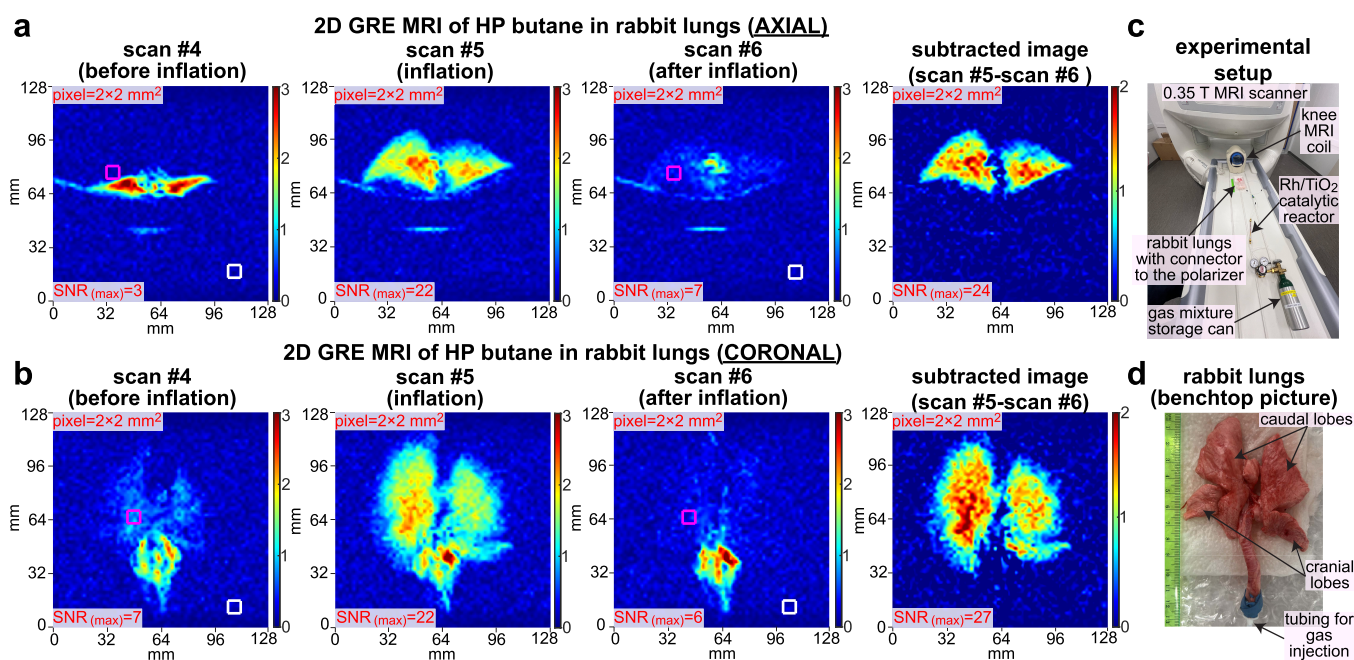 a
2D GRE MRI of HP butane in rabbit lungs (AXIAL)
scan #4
(before inflation)
128
96
64
32
0
mm
pixel=2×2 mm²
SNR (max)=3
0
32
64
96
128
mm
3
2
1
0
scan #5
(inflation)
128
96
64
32
0
mm
pixel=2×2 mm²
SNR (max)=22
0
32
64
96
128
mm
3
2
1
0
scan #6
(after inflation)
128
96
64
32
0
mm
pixel=2×2 mm²
SNR (max)=7
0
32
64
96
128
mm
3
2
1
0
subtracted image
(scan #5-scan #6 )
128
96
64
32
0
mm
pixel=2×2 mm²
SNR (max)=24
0
32
64
96
128
mm
2
1
0
b
2D GRE MRI of HP butane in rabbit lungs (CORONAL)
scan #4
(before inflation)
128
96
64
32
0
mm
pixel=2×2 mm²
SNR (max)=7
0
32
64
96
128
mm
3
2
1
0
scan #5
(inflation)
128
96
64
32
0
mm
pixel=2×2 mm²
SNR (max)=22
0
32
64
96
128
mm
3
2
1
0
scan #6
(after inflation)
128
96
64
32
0
mm
pixel=2×2 mm²
SNR (max)=6
0
32
64
96
128
mm
3
2
1
0
subtracted image
(scan #5-scan #6)
128
96
64
32
0
mm
pixel=2×2 mm²
SNR (max)=27
0
32
64
96
128
mm
2
1
0
c
experimental
setup
0.35 T MRI scanner
knee
MRI
coil
Rh/TiO₂
catalytic
reactor
rabbit lungs
with connector
to the polarizer
gas mixture
storage can
d
rabbit lungs
(benchtop picture)
caudal lobes
cranial
lobes
tubing for
gas
injection